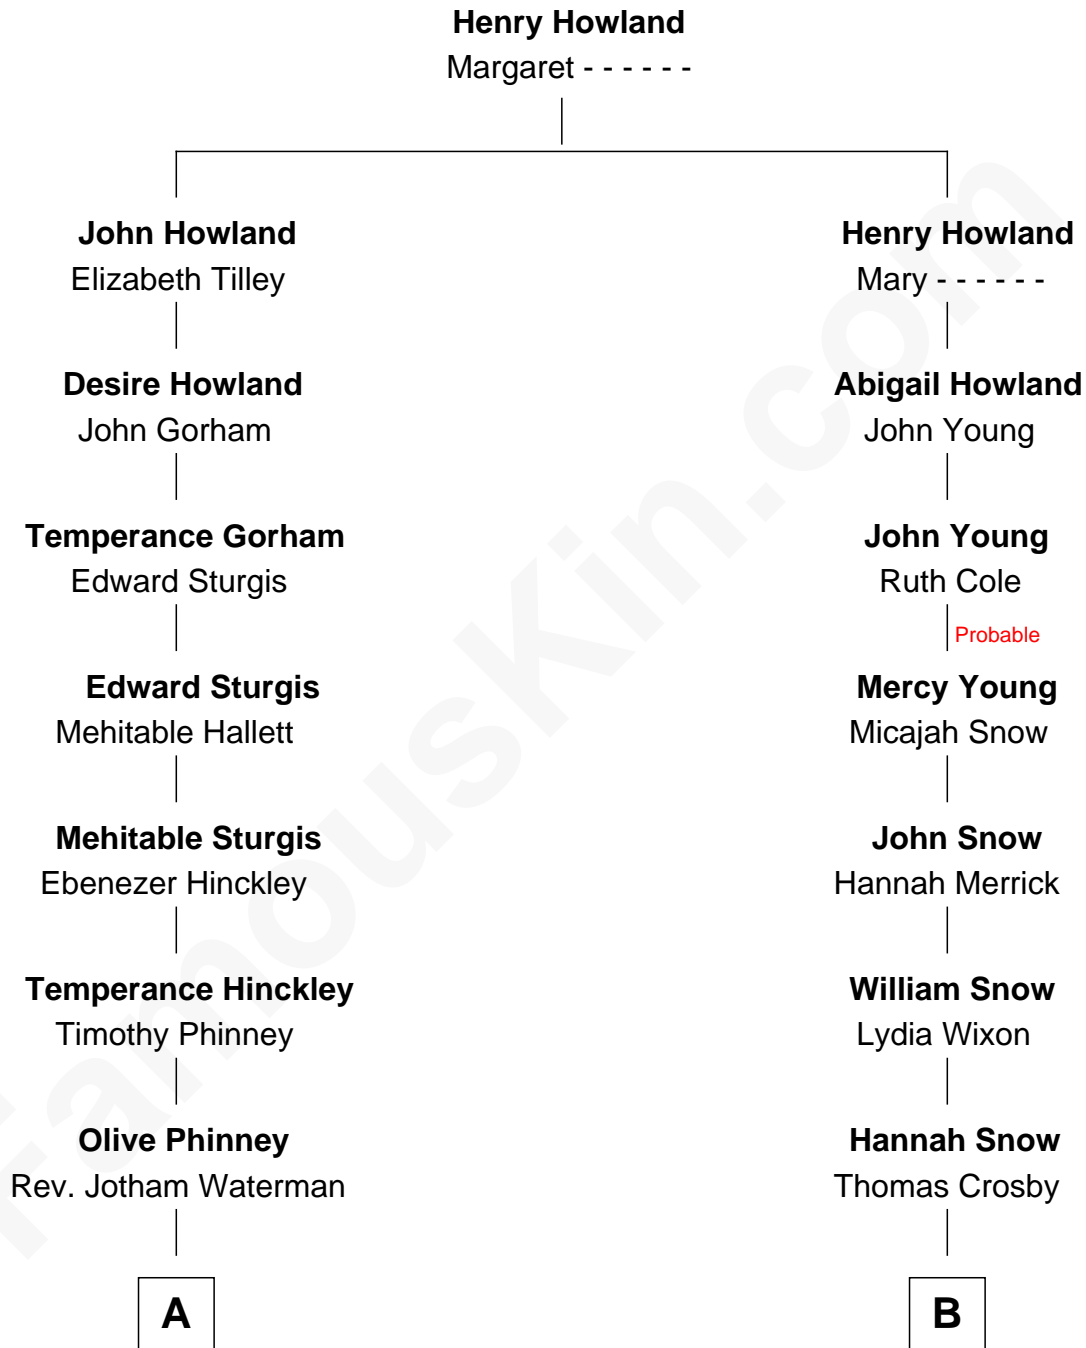 Henry Howland
Margaret - - - - - -
John Howland
Elizabeth Tilley
Henry Howland
Mary - - - - - -
Desire Howland
John Gorham
Abigail Howland
John Young
Temperance Gorham
Edward Sturgis
John Young
Ruth Cole
Probable
Edward Sturgis
Mehitable Hallett
Mercy Young
Micajah Snow
Mehitable Sturgis
Ebenezer Hinckley
John Snow
Hannah Merrick
Temperance Hinckley
Timothy Phinney
William Snow
Lydia Wixon
Olive Phinney
Rev. Jotham Waterman
Hannah Snow
Thomas Crosby
A
B
FamousKin.com